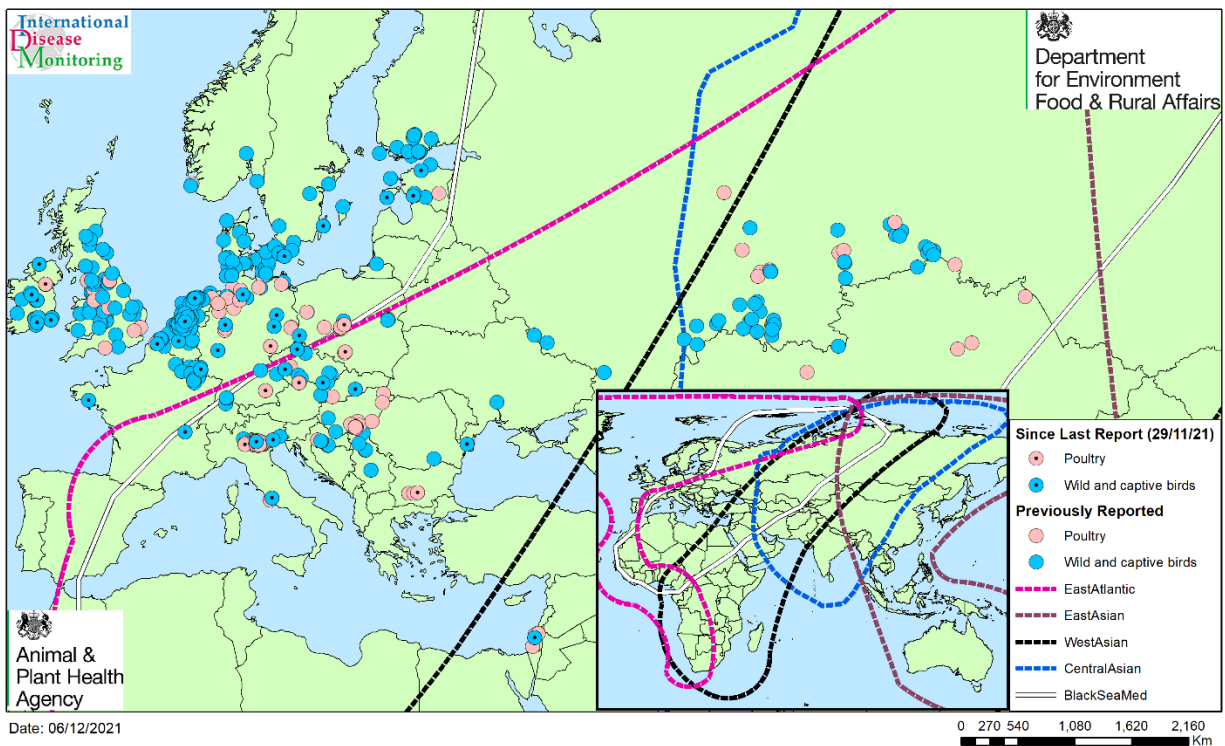 International
Disease
Monitoring
Department
for Environment
Food & Rural Affairs
Since Last Report (29/11/21)
Poultry
Wild and captive birds
Previously Reported
Poultry
Wild and captive birds
EastAtlantic
EastAsian
WestAsian
CentralAsian
BlackSeaMed
Animal &
Plant Health
Agency
Date: 06/12/2021
0 270 540 1,080 1,620 2,160
Km